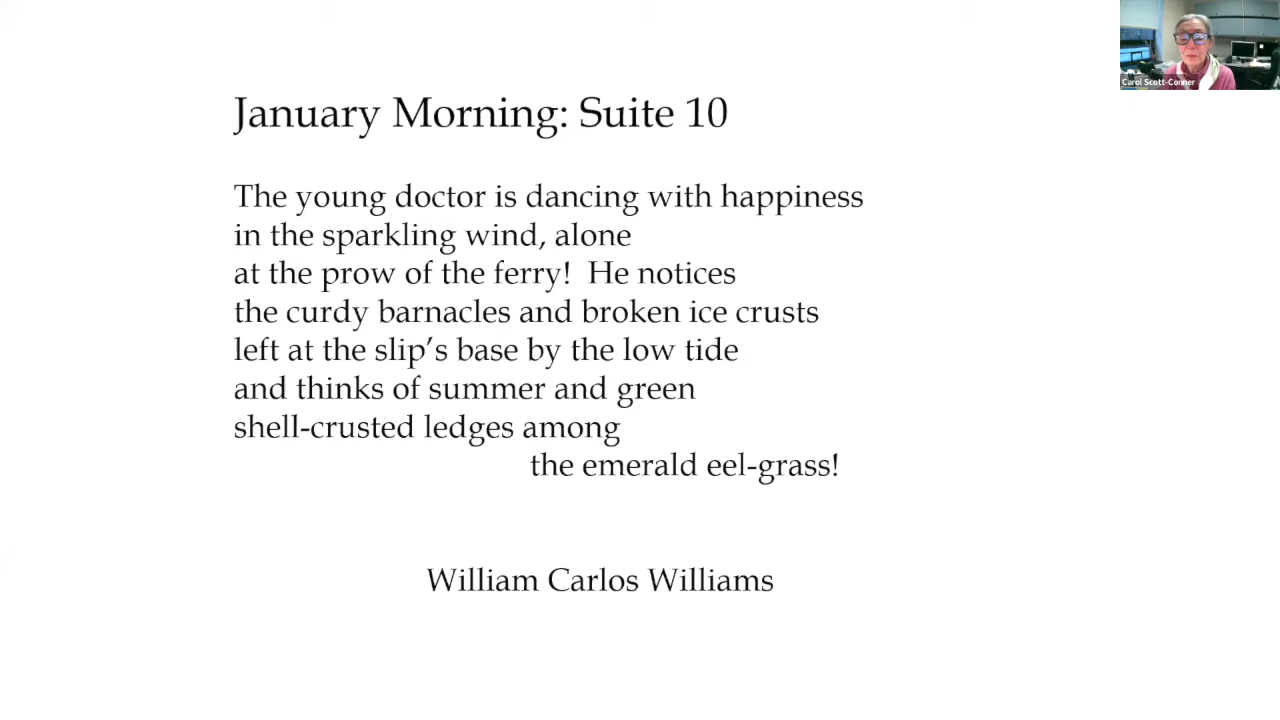 Carol Scott-Conner
January Morning: Suite 10
The young doctor is dancing with happiness
in the sparkling wind, alone
at the prow of the ferry!  He notices
the curdy barnacles and broken ice crusts
left at the slip’s base by the low tide
and thinks of summer and green
shell-crusted ledges among
the emerald eel-grass!
William Carlos Williams